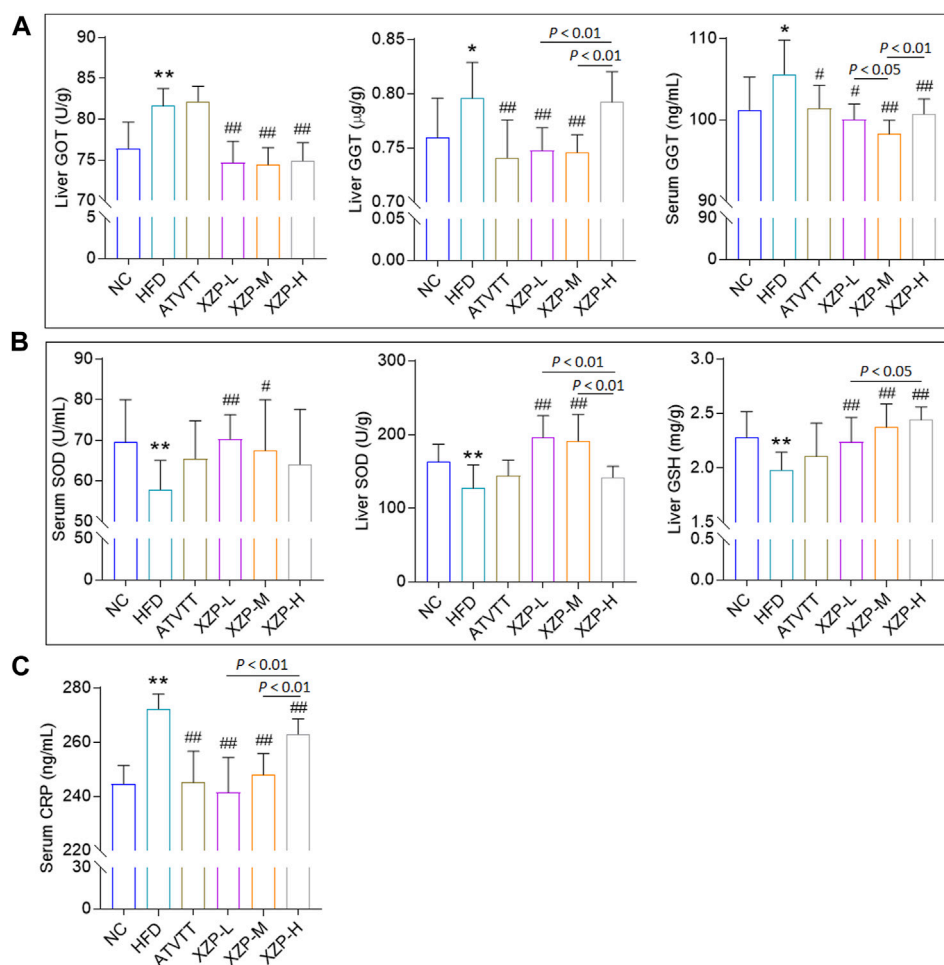 A
Liver GOT (U/g)
90
85
80
75
70
5
0
**
##
##
##
NC
HFD
ATVTT
XZP-L
XZP-M
XZP-H
Liver GGT (μg/g)
0.85
0.80
0.75
0.70
0.05
0.00
P < 0.01
P < 0.01
*
##
##
##
NC
HFD
ATVTT
XZP-L
XZP-M
XZP-H
Serum GGT (ng/mL)
110
100
90
90
0
P < 0.01
P < 0.05
*
#
#
##
##
NC
HFD
ATVTT
XZP-L
XZP-M
XZP-H
B
Serum SOD (U/mL)
90
80
70
60
50
50
0
**
##
#
NC
HFD
ATVTT
XZP-L
XZP-M
XZP-H
Liver SOD (U/g)
300
200
100
0
P < 0.01
P < 0.01
**
##
##
NC
HFD
ATVTT
XZP-L
XZP-M
XZP-H
Liver GSH (mg/g)
3.0
2.5
2.0
1.5
0.5
0.0
P < 0.05
**
##
##
##
NC
HFD
ATVTT
XZP-L
XZP-M
XZP-H
C
Serum CRP (ng/mL)
280
260
240
220
30
0
P < 0.01
P < 0.01
**
##
##
##
##
NC
HFD
ATVTT
XZP-L
XZP-M
XZP-H